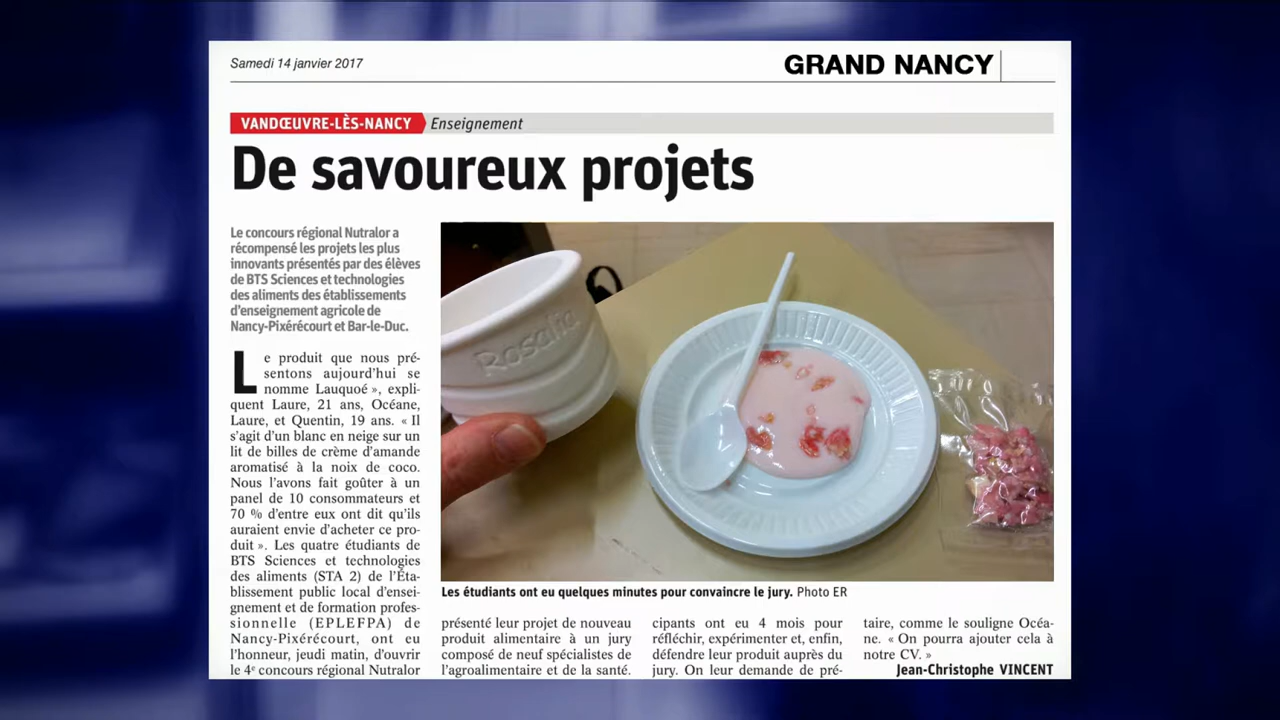 Samedi 14 janvier 2017
GRAND NANCY
VANDŒUVRE-LÈS-NANCY
Enseignement
De savoureux projets
Le concours régional Nutralor a
récompensé les projets les plus
innovants présentés par des élèves
de BTS Sciences et technologies
des aliments des établissements
d'enseignement agricole de
Nancy-Pixérécourt et Bar-le-Duc.
Le produit que nous pré-
sentons aujourd'hui se
nomme Lauquoé », expli-
quent Laure, 21 ans, Océane,
Laure, et Quentin, 19 ans. « Il
s'agit d'un blanc en neige sur un
lit de billes de crème d'amande
aromatisé à la noix de coco.
Nous l'avons fait goûter à un
panel de 10 consommateurs et
70 % d'entre eux ont dit qu'ils
auraient envie d'acheter ce pro-
duit ». Les quatre étudiants de
BTS Sciences et technologies
des aliments (STA 2) de l'Éta-
blissement public local d'ensei-
gnement et de formation profes-
sionnelle (EPLEFPA) de
Nancy-Pixérécourt, ont eu
l'honneur, jeudi matin, d'ouvrir
le 4e concours régional Nutralor
Rosalia
Les étudiants ont eu quelques minutes pour convaincre le jury. Photo ER
présenté leur projet de nouveau
produit alimentaire à un jury
composé de neuf spécialistes de
l'agroalimentaire et de la santé.
cipants ont eu 4 mois pour
réfléchir, expérimenter et, enfin,
défendre leur produit auprès du
jury. On leur demande de pré-
taire, comme le souligne Océa-
ne. « On pourra ajouter cela à
notre CV. »
Jean-Christophe VINCENT